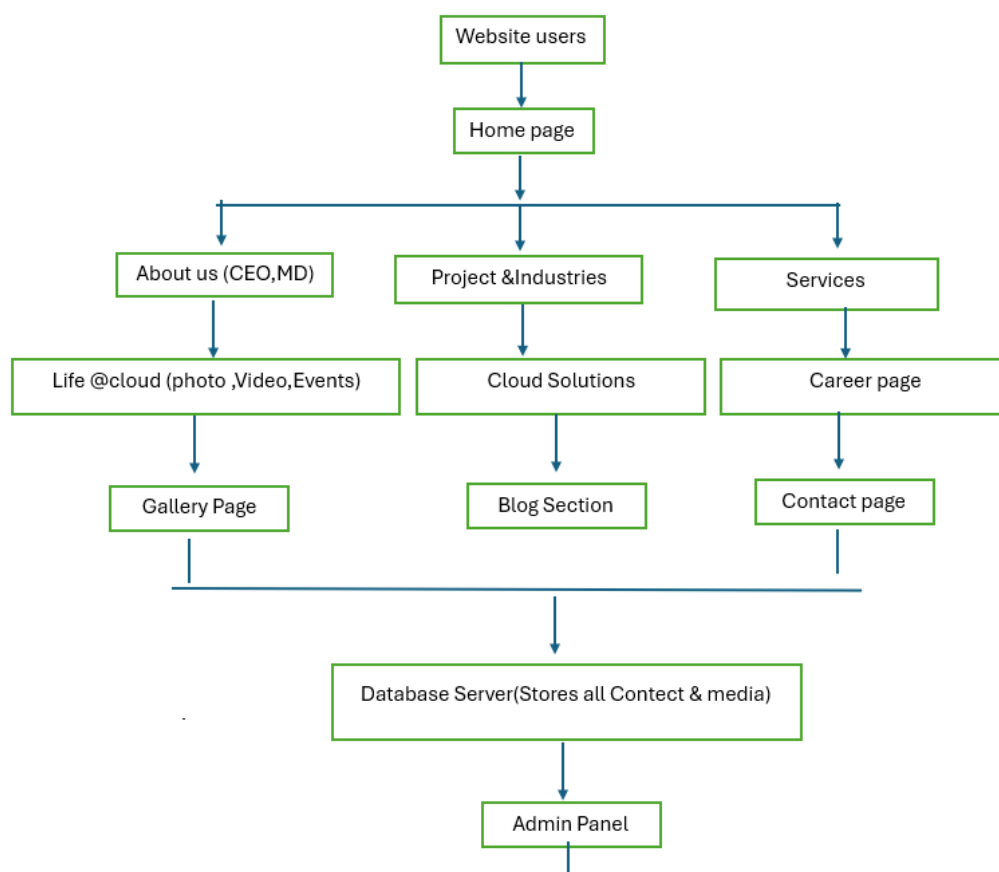 Website users
Home page
About us (CEO,MD)
Project &Industries
Services
Life @cloud (photo ,Video,Events)
Cloud Solutions
Career page
Gallery Page
Blog Section
Contact page
Database Server(Stores all Contect & media)
Admin Panel